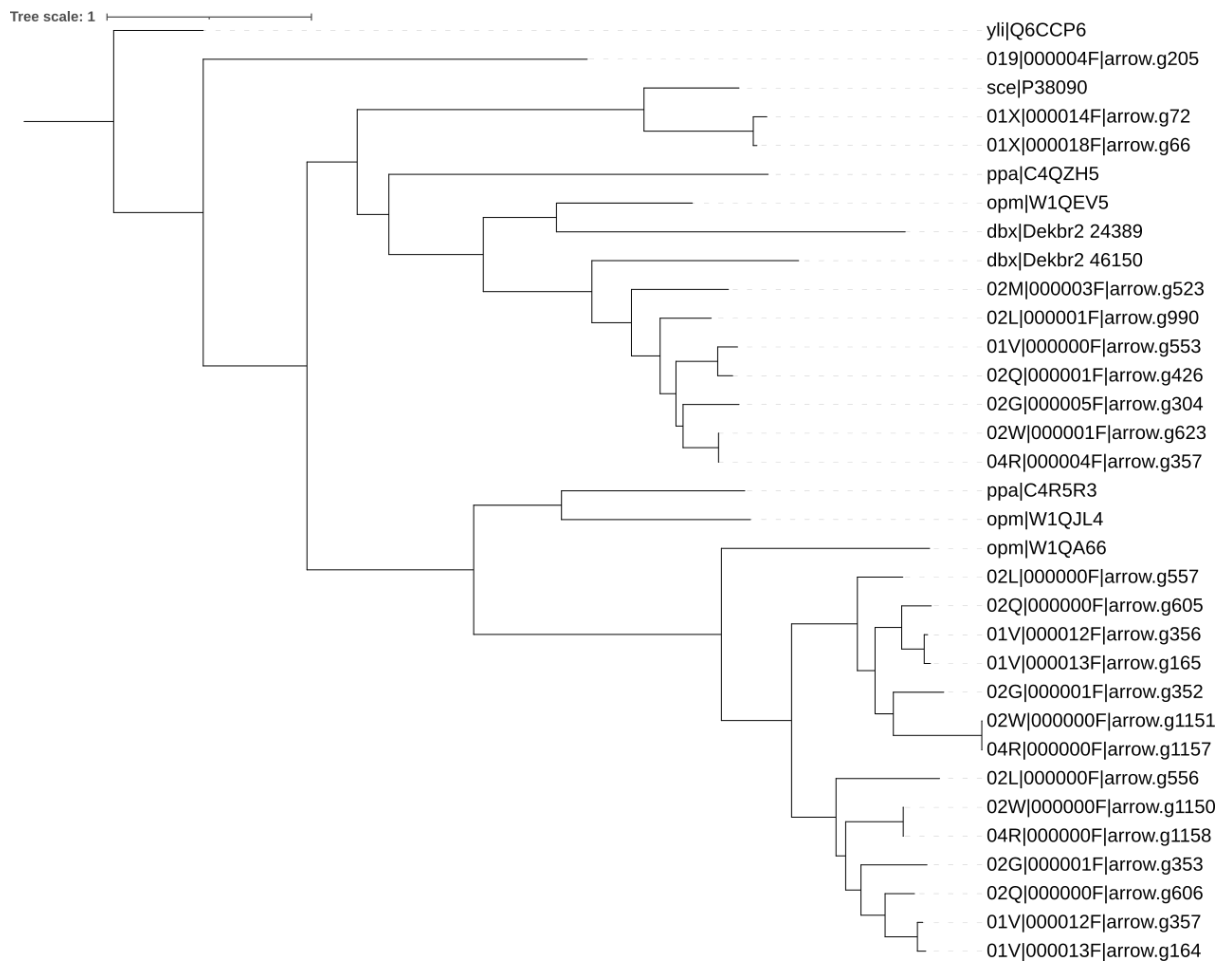 Tree scale: 1
yli|Q6CCP6
019|000004F|arrow.g205
sce|P38090
01X|000014F|arrow.g72
01X|000018F|arrow.g66
ppa|C4QZH5
opm|W1QEV5
dbx|Dekbr2 24389
dbx|Dekbr2 46150
02M|000003F|arrow.g523
02L|000001F|arrow.g990
01V|000000F|arrow.g553
02Q|000001F|arrow.g426
02G|000005F|arrow.g304
02W|000001F|arrow.g623
04R|000004F|arrow.g357
ppa|C4R5R3
opm|W1QJL4
opm|W1QA66
02L|000000F|arrow.g557
02Q|000000F|arrow.g605
01V|000012F|arrow.g356
01V|000013F|arrow.g165
02G|000001F|arrow.g352
02W|000000F|arrow.g1151
04R|000000F|arrow.g1157
02L|000000F|arrow.g556
02W|000000F|arrow.g1150
04R|000000F|arrow.g1158
02G|000001F|arrow.g353
02Q|000000F|arrow.g606
01V|000012F|arrow.g357
01V|000013F|arrow.g164